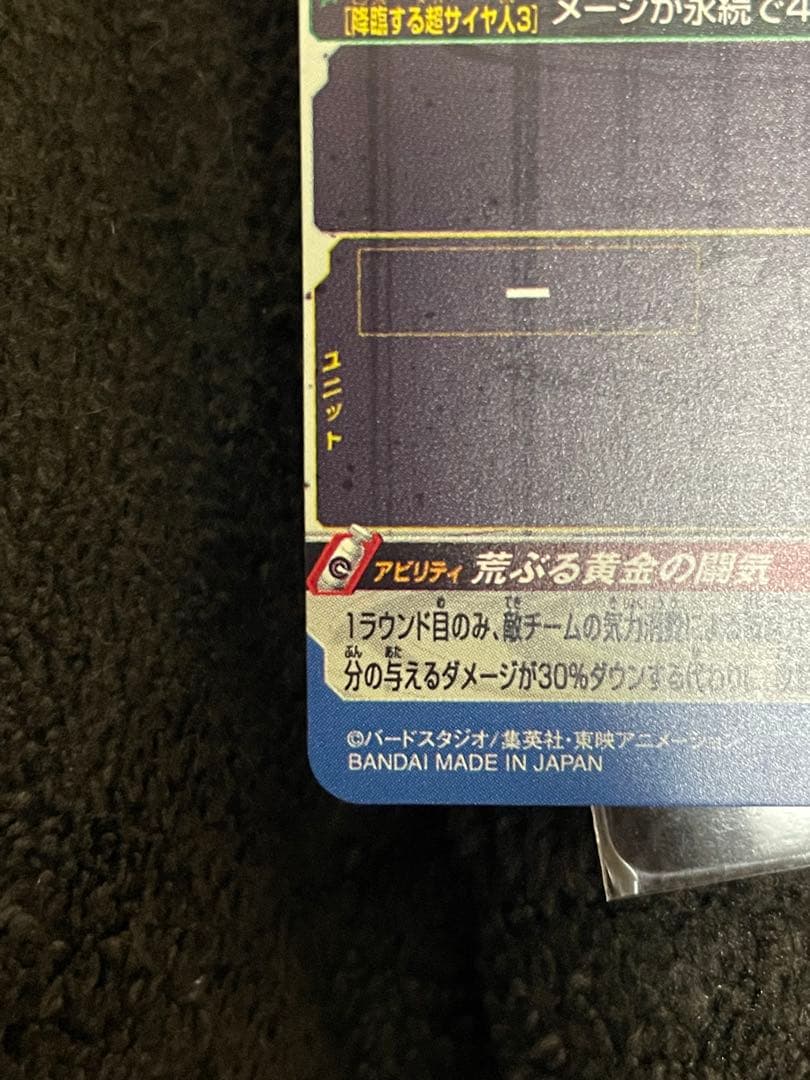 [降臨する超サイヤ人3] メージが永続で4
ー
ユニット
アビリティ 荒ぶる黄金の闘気
1ラウンド目のみ、敵チームの気力消費による
分の与えるダメージが30%ダウンする代わりに、
©バードスタジオ/集英社・東映アニメーション
BANDAI MADE IN JAPAN